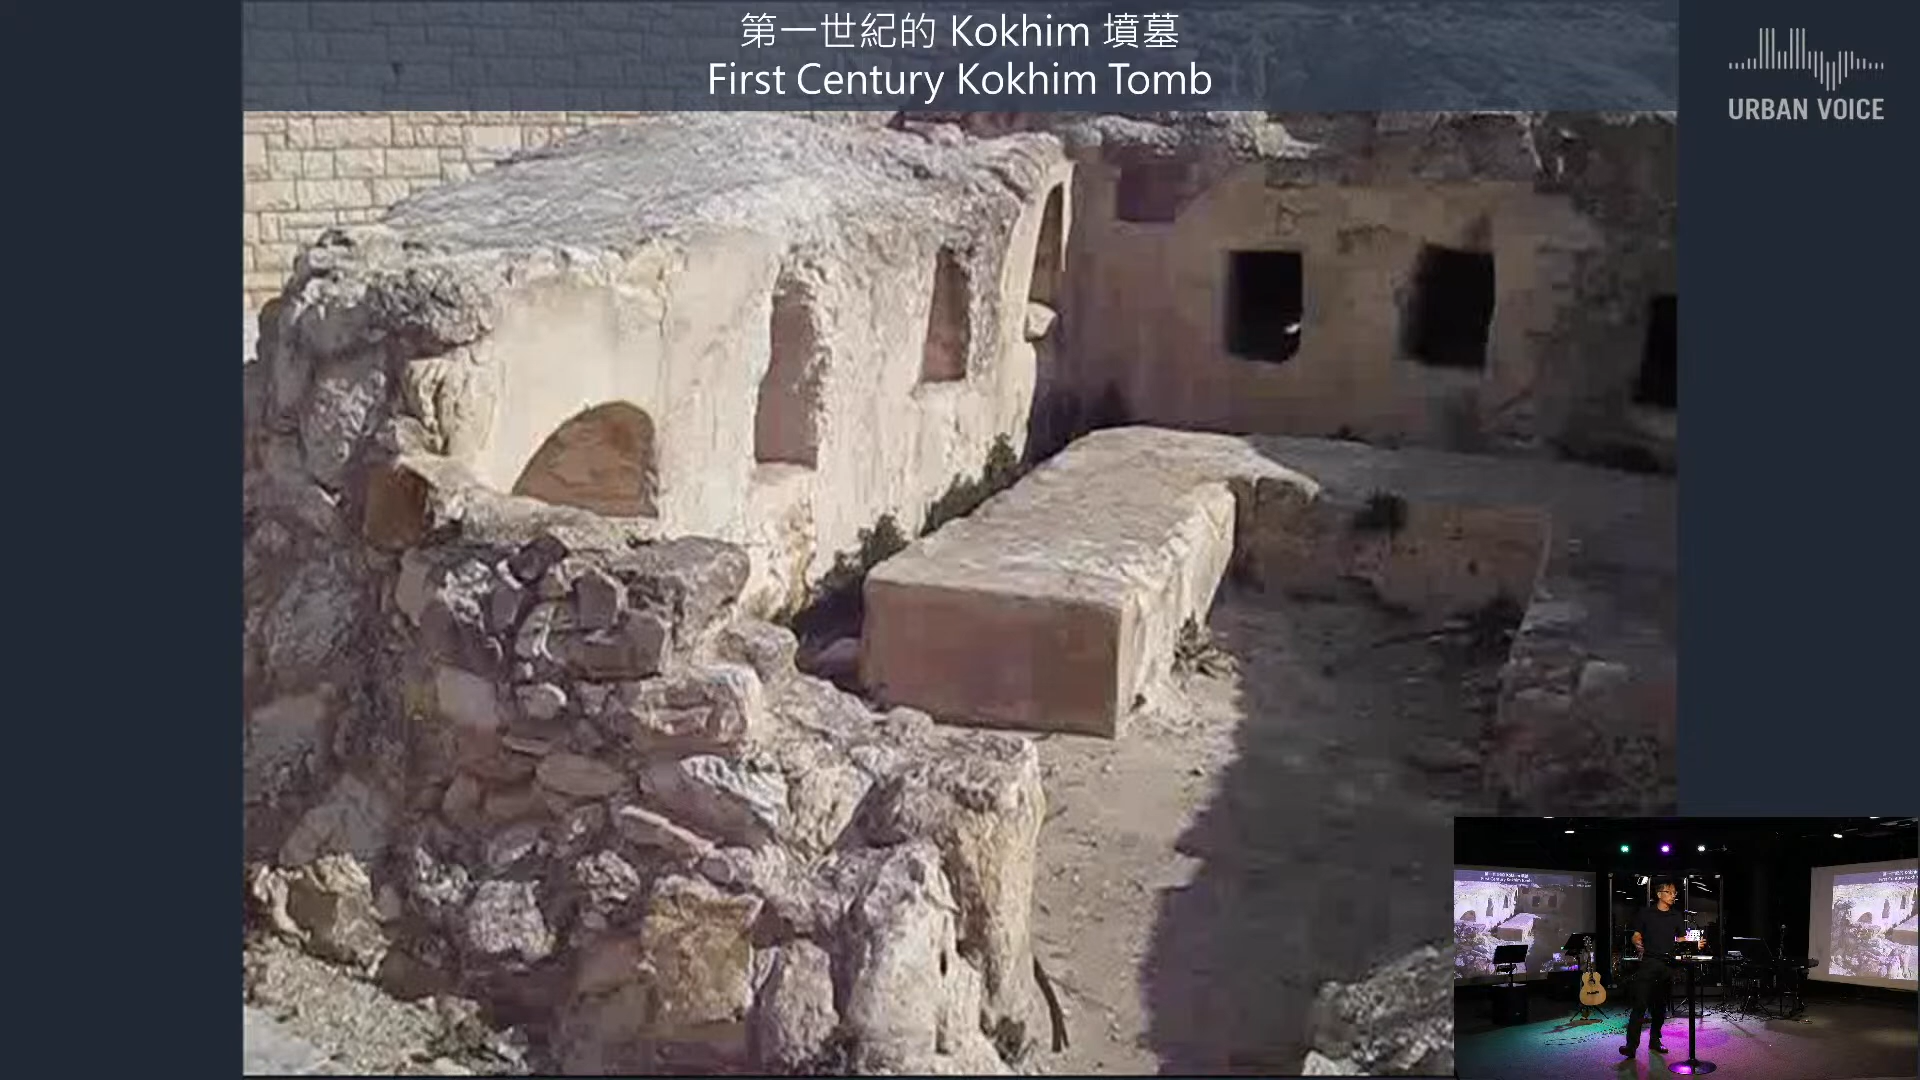 第一世紀的 Kokhim 墳墓
First Century Kokhim Tomb
URBAN VOICE